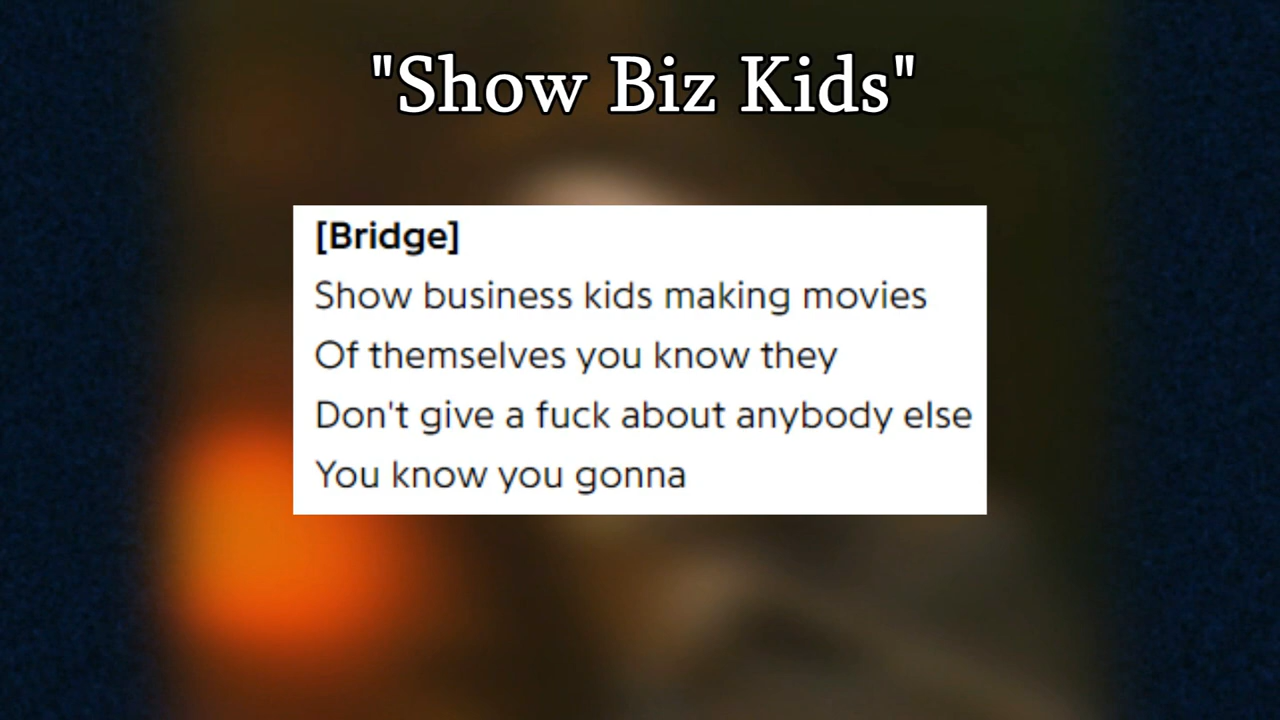 "Show Biz Kids"
[Bridge]
Show business kids making movies
Of themselves you know they
Don't give a fuck about anybody else
You know you gonna